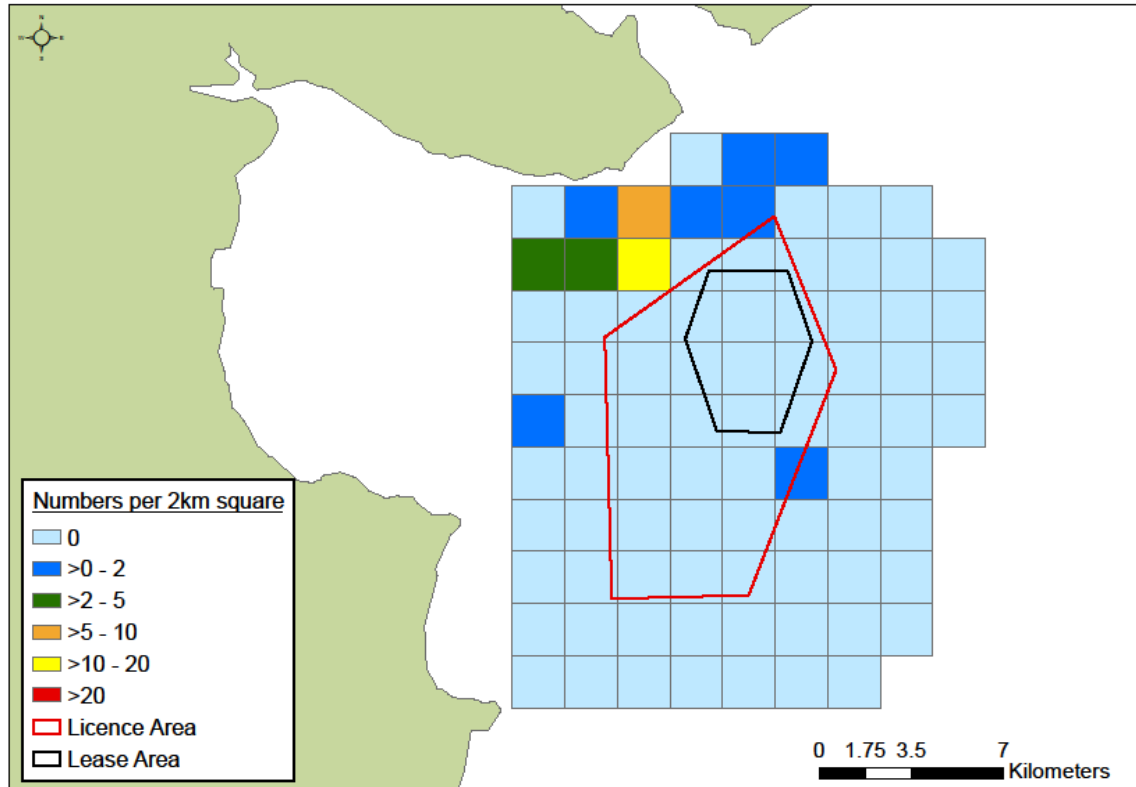 N
W
E
S
Numbers per 2km square
0
>0 - 2
>2 - 5
>5 - 10
>10 - 20
>20
Licence Area
Lease Area
0 1.75 3.5 7
Kilometers